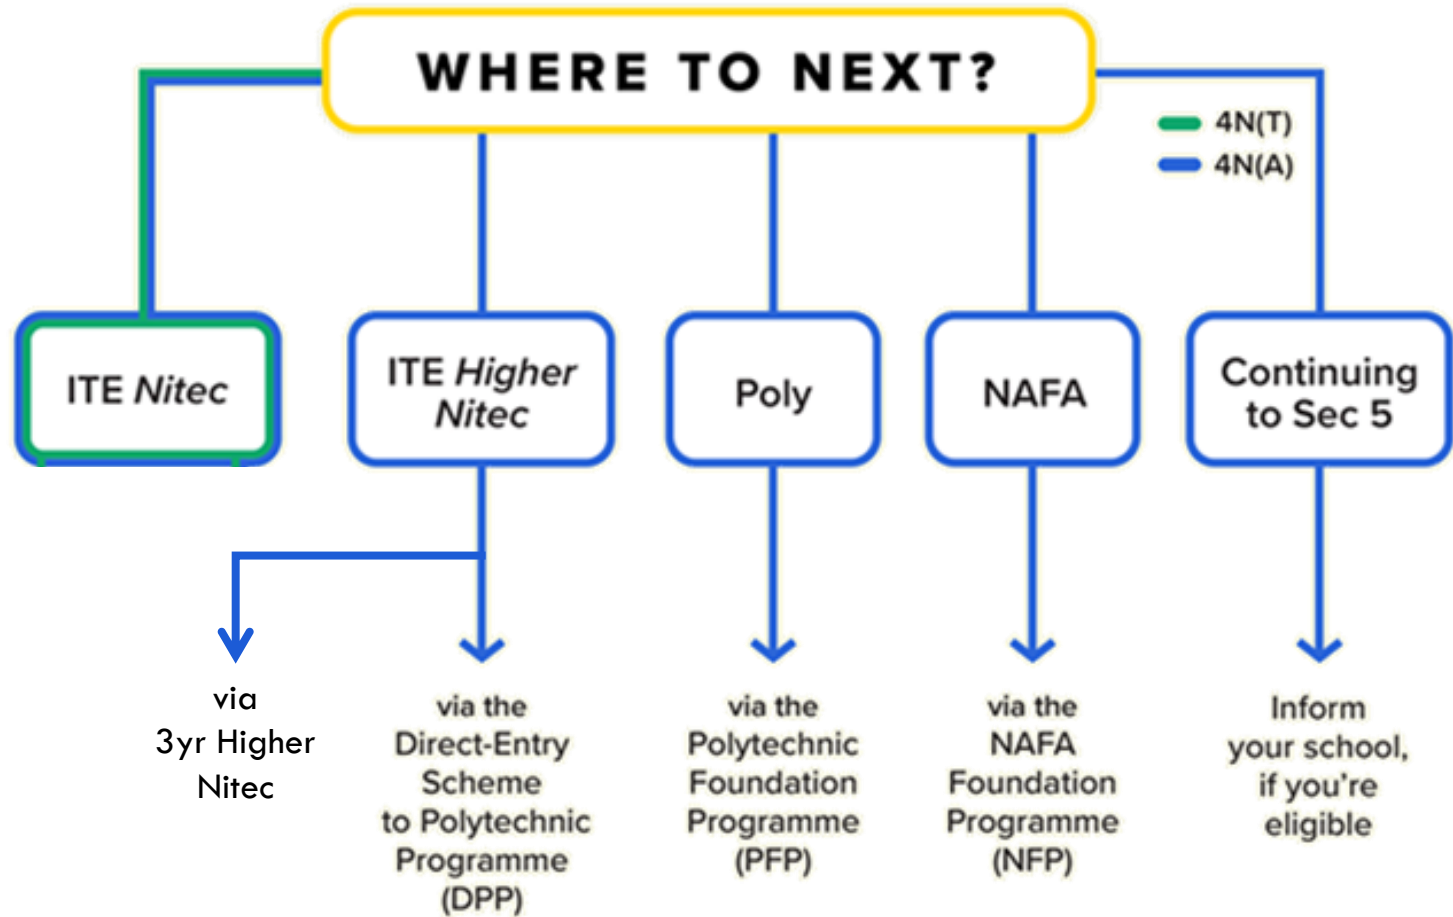 WHERE TO NEXT?
4N(T)
4N(A)
ITE Nitec
ITE Higher
Nitec
Poly
NAFA
Continuing
to Sec 5
via
3yr Higher
Nitec
via the
Direct-Entry
Scheme
to Polytechnic
Programme
(DPP)
via the
Polytechnic
Foundation
Programme
(PFP)
via the
NAFA
Foundation
Programme
(NFP)
Inform
your school,
if you're
eligible